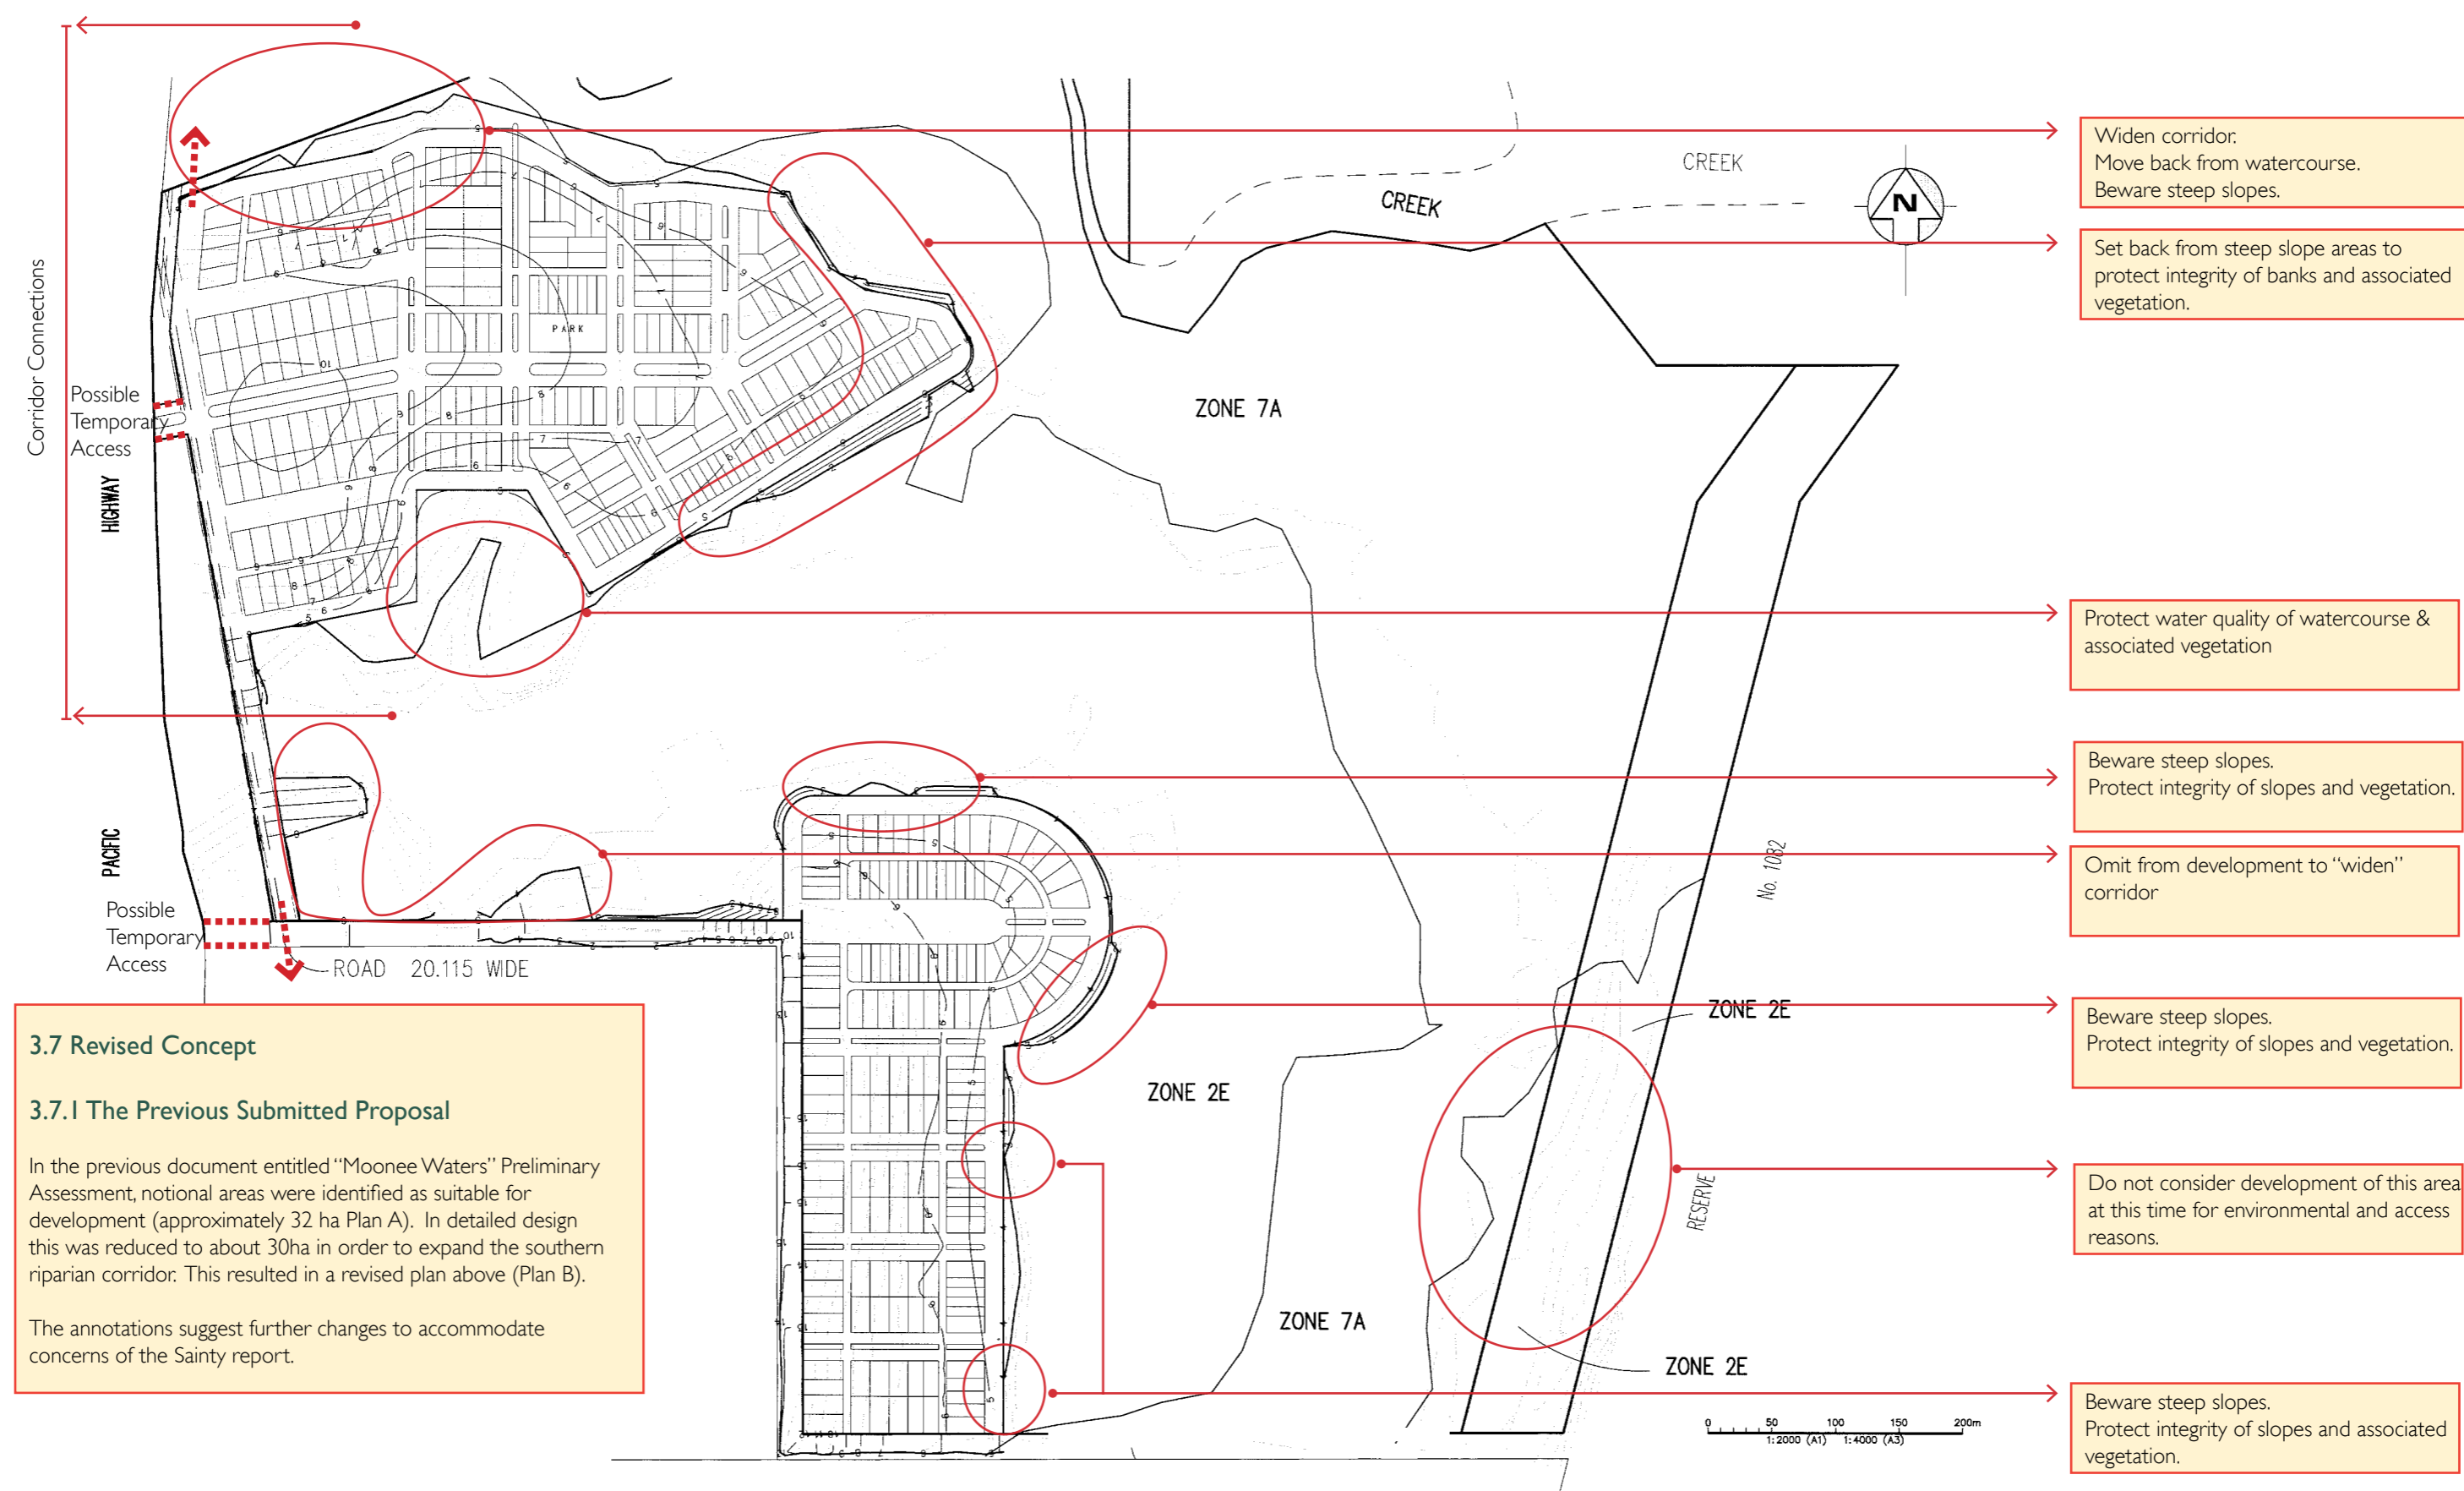 Corridor Connections
Possible
Temporary
Access
HIGHWAY
PACIFIC
Possible
Temporary
Access
ROAD 20.115 WIDE
PARK
CREEK
CREEK
N
ZONE 7A
ZONE 2E
ZONE 7A
ZONE 2E
ZONE 2E
No. 1082
RESERVE
0 50 100 150 200m
1:2000 (A1) 1:4000 (A3)
Widen corridor.
Move back from watercourse.
Beware steep slopes.
Set back from steep slope areas to
protect integrity of banks and associated
vegetation.
Protect water quality of watercourse &
associated vegetation
Beware steep slopes.
Protect integrity of slopes and vegetation.
Omit from development to “widen”
corridor
Beware steep slopes.
Protect integrity of slopes and vegetation.
Do not consider development of this area
at this time for environmental and access
reasons.
Beware steep slopes.
Protect integrity of slopes and associated
vegetation.
3.7 Revised Concept
3.7.1 The Previous Submitted Proposal
In the previous document entitled “Moonee Waters” Preliminary
Assessment, notional areas were identified as suitable for
development (approximately 32 ha Plan A). In detailed design
this was reduced to about 30ha in order to expand the southern
riparian corridor. This resulted in a revised plan above (Plan B).
The annotations suggest further changes to accommodate
concerns of the Sainty report.